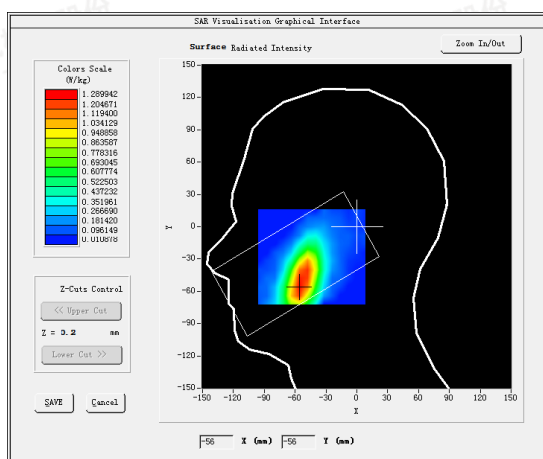 SAR Visualisation Graphical Interface
Surface Radiated Intensity
Zoom In/Out
Colors Scale
(W/kg)
1.289942
1.204671
1.119400
1.034129
0.948858
0.863587
0.778316
0.693045
0.607774
0.522503
0.437232
0.351961
0.266690
0.181420
0.096149
0.010878
Z-Cuts Control
<< Upper Cut
Z = 0.2 mm
Lower Cut >>
SAVE
Cancel
150
120
90
60
30
0
-30
-60
-90
-120
-150
Y
-150 -120 -90 -60 -30 0 30 60 90 120 150
X
-56 X (mm) -56 Y (mm)